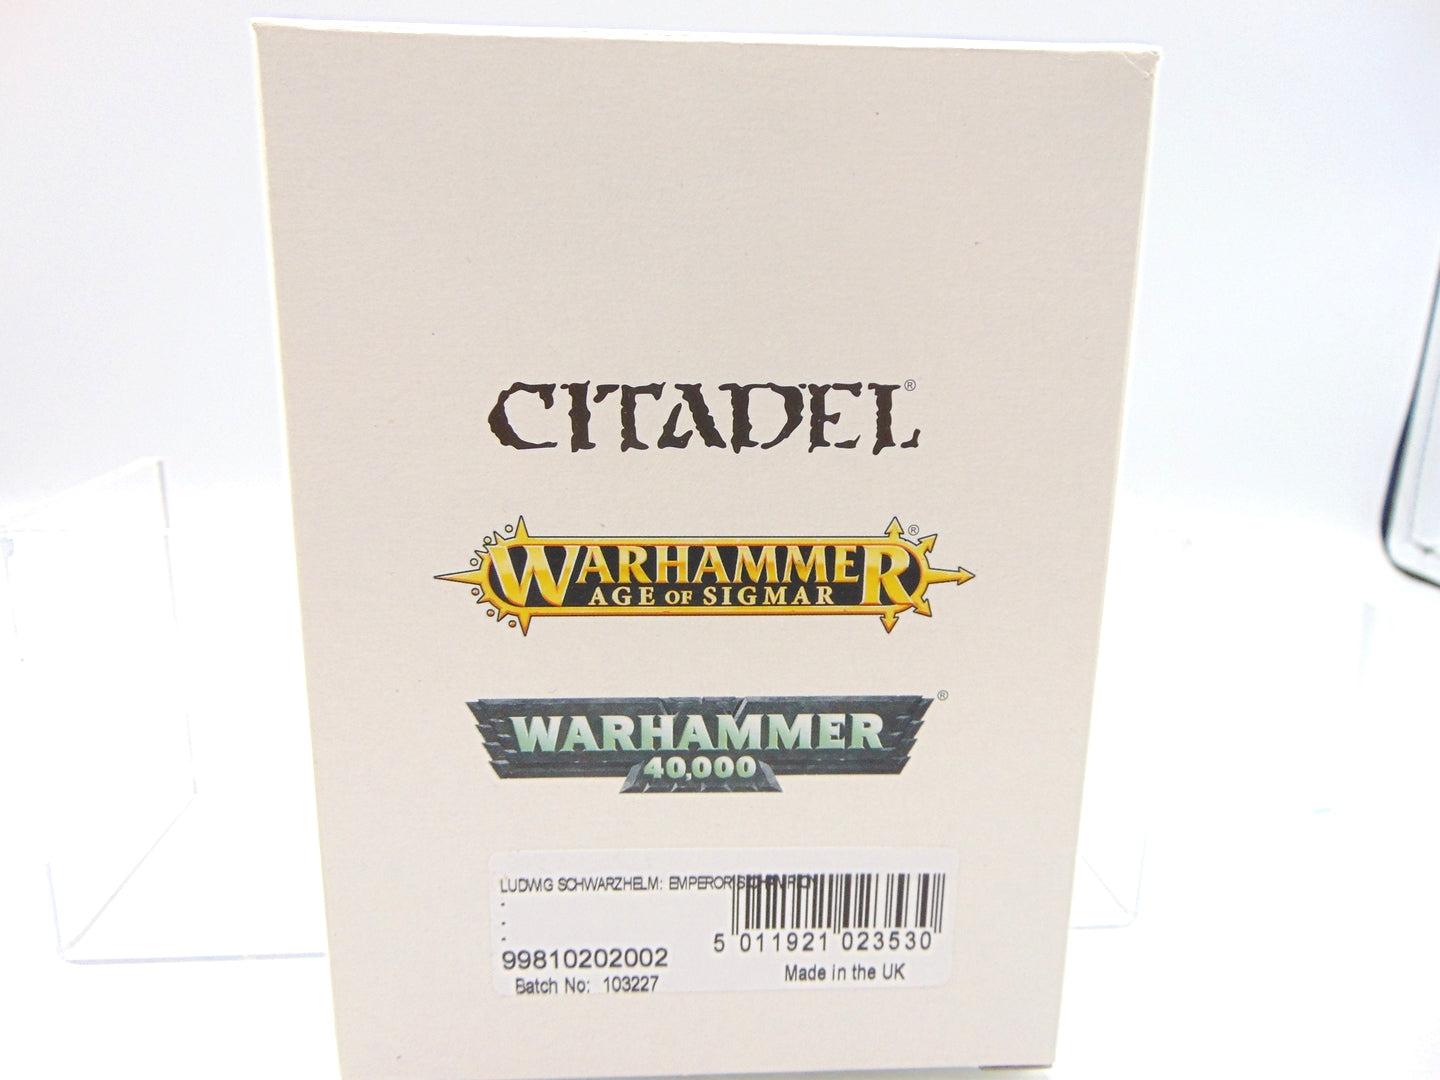 CITADEL®
WARHAMMER®
AGE OF SIGMAR
WARHAMMER®
40,000
LUDWIG SCHWARZHELM: EMPEROR'S CHAMPION
:
:
99810202002
Batch No: 103227
5 011921 023530
Made in the UK